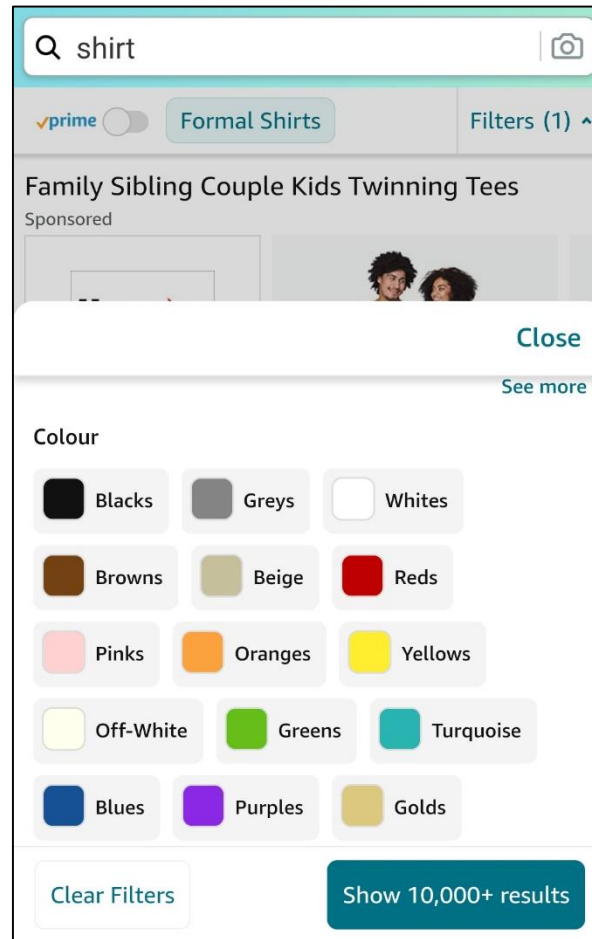 shirt
prime Formal Shirts Filters (1)
Family Sibling Couple Kids Twinning Tees
Sponsored
Close
See more
Colour
Blacks Greys Whites
Browns Beige Reds
Pinks Oranges Yellows
Off-White Greens Turquoise
Blues Purples Golds
Clear Filters Show 10,000+ results